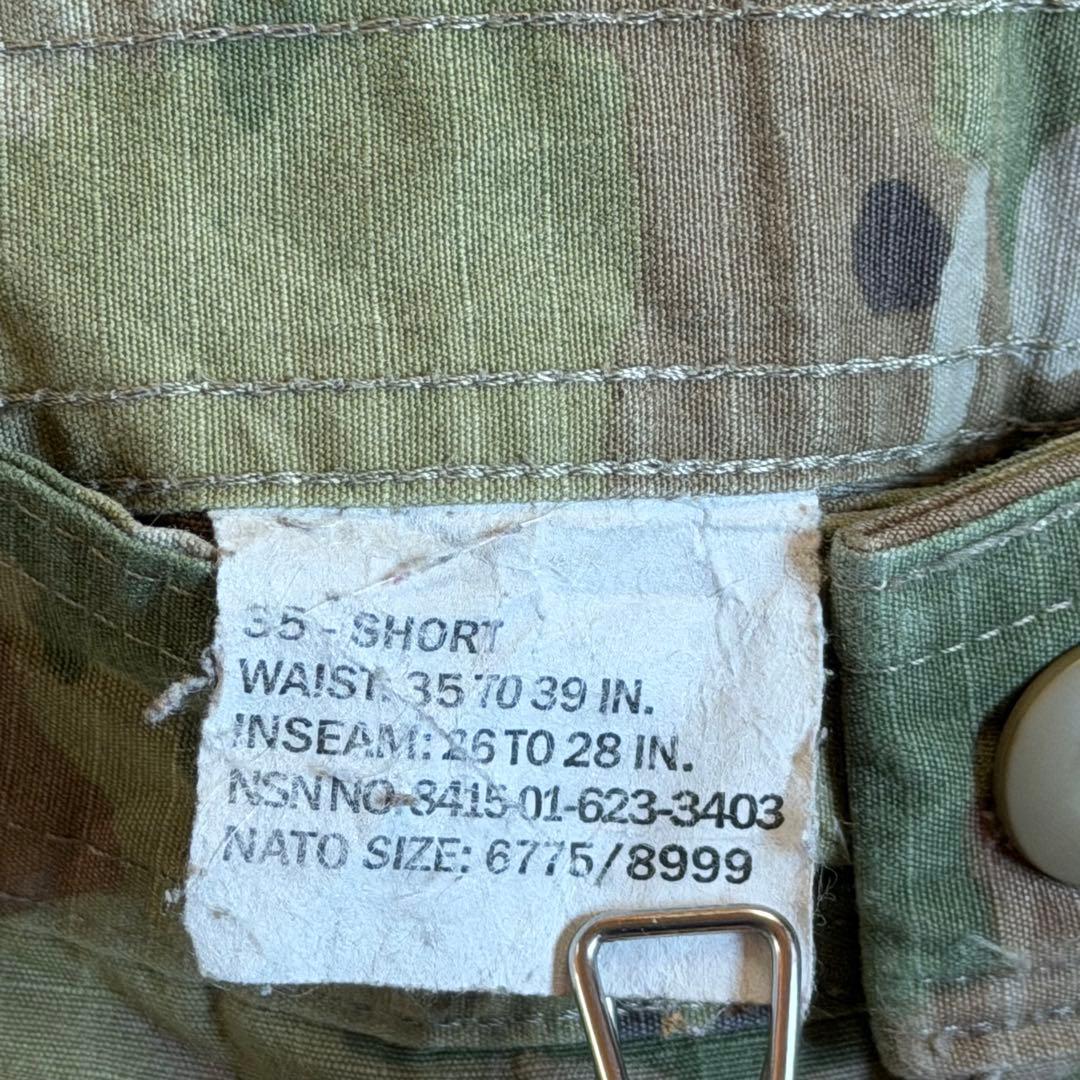 35 - SHORT
WAIST: 35 TO 39 IN.
INSEAM: 26 TO 28 IN.
NSN NO. 8415-01-623-3403
NATO SIZE: 6775/8999